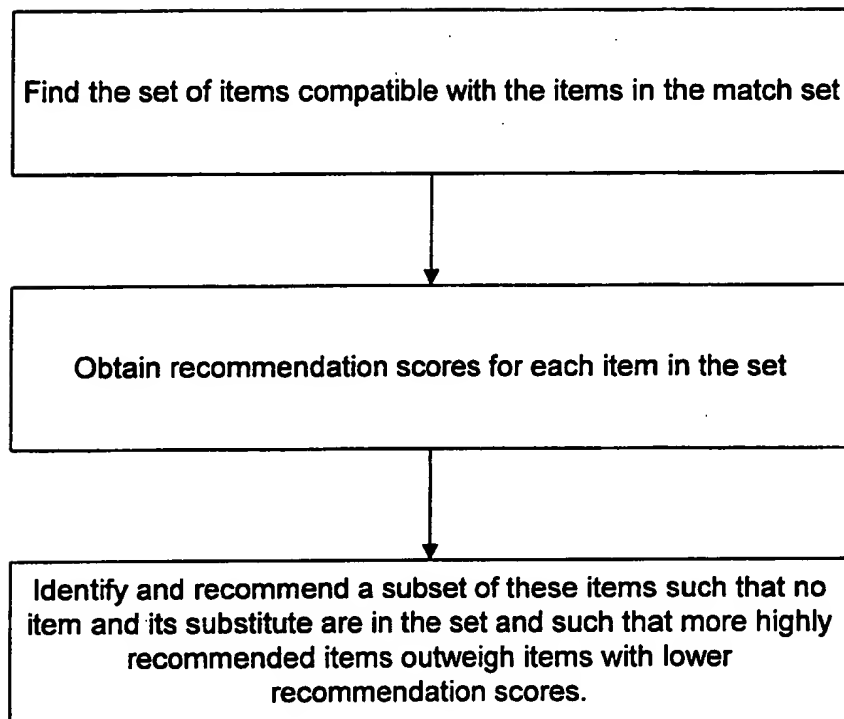 Find the set of items compatible with the items in the match set
Obtain recommendation scores for each item in the set
Identify and recommend a subset of these items such that no
item and its substitute are in the set and such that more highly
recommended items outweigh items with lower
recommendation scores.